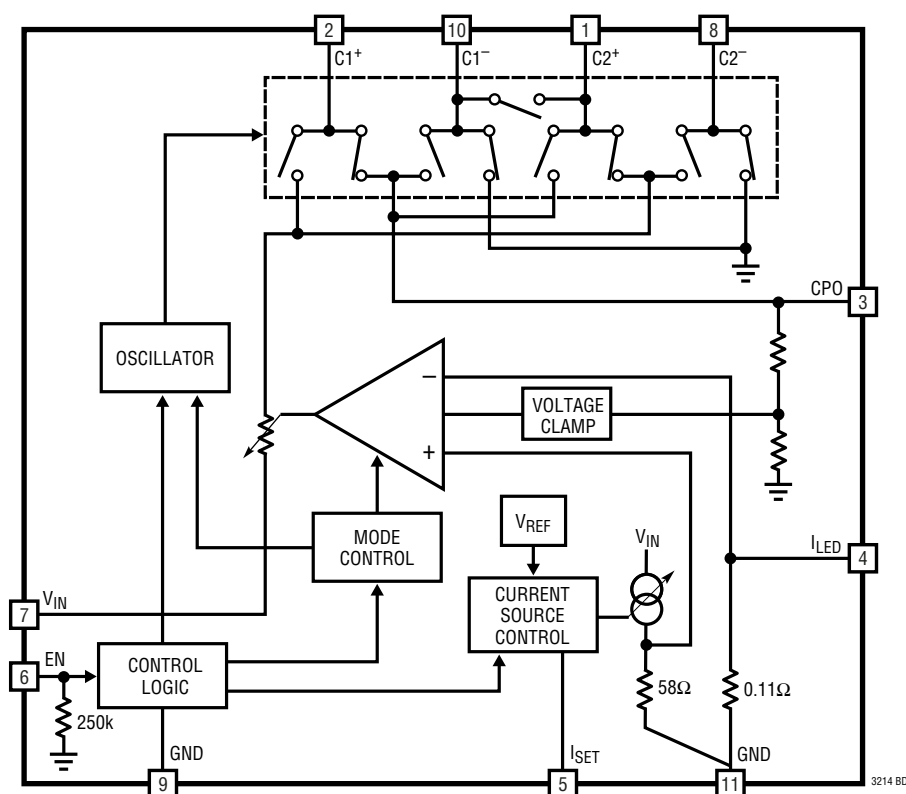 2
10
1
8
C1+
C1–
C2+
C2–
CPO
3
OSCILLATOR
–
VOLTAGE
CLAMP
+
VREF
MODE
CONTROL
VIN
ILED
4
CURRENT
SOURCE
CONTROL
VIN
7
EN
6
CONTROL
LOGIC
58Ω
0.11Ω
250k
GND
ISET
GND
9
5
11
3214 BD